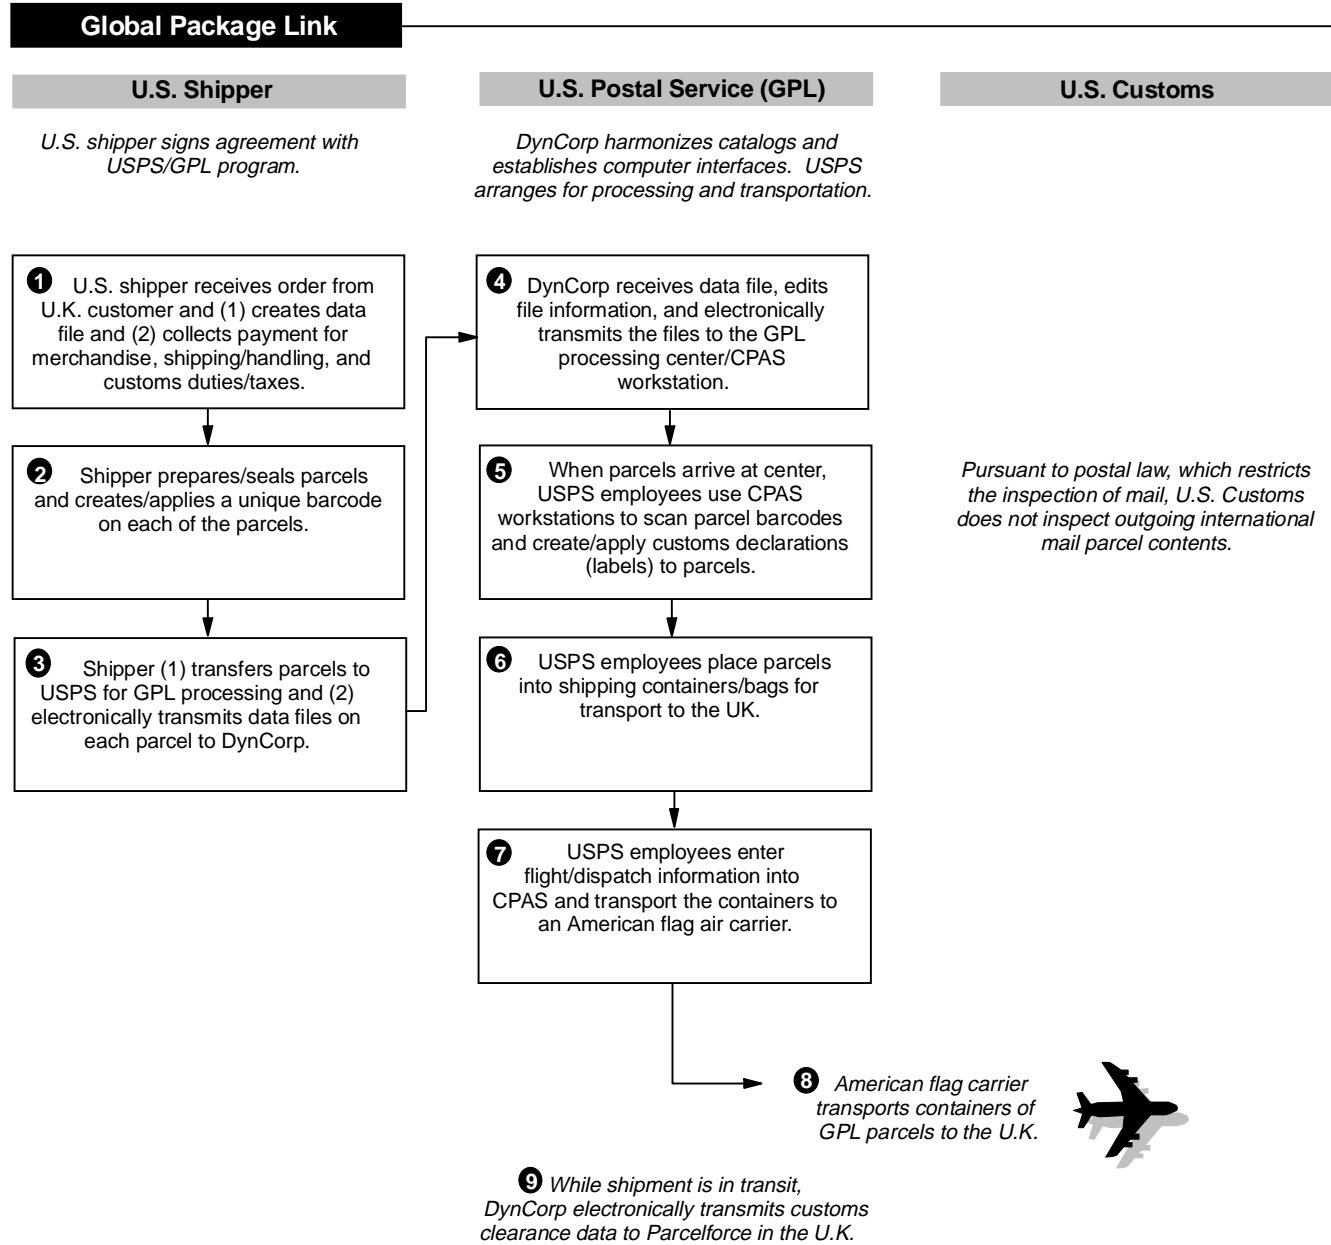 Global Package Link
U.S. Shipper
U.S. shipper signs agreement with
USPS/GPL program.
1 U.S. shipper receives order from
U.K. customer and (1) creates data
file and (2) collects payment for
merchandise, shipping/handling, and
customs duties/taxes.
2 Shipper prepares/seals parcels
and creates/applies a unique barcode
on each of the parcels.
3 Shipper (1) transfers parcels to
USPS for GPL processing and (2)
electronically transmits data files on
each parcel to DynCorp.
U.S. Postal Service (GPL)
DynCorp harmonizes catalogs and
establishes computer interfaces. USPS
arranges for processing and transportation.
4 DynCorp receives data file, edits
file information, and electronically
transmits the files to the GPL
processing center/CPAS
workstation.
5 When parcels arrive at center,
USPS employees use CPAS
workstations to scan parcel barcodes
and create/apply customs declarations
(labels) to parcels.
6 USPS employees place parcels
into shipping containers/bags for
transport to the UK.
7 USPS employees enter
flight/dispatch information into
CPAS and transport the containers to
an American flag air carrier.
8 American flag carrier
transports containers of
GPL parcels to the U.K.
9 While shipment is in transit,
DynCorp electronically transmits customs
clearance data to Parcelforce in the U.K.
U.S. Customs
Pursuant to postal law, which restricts
the inspection of mail, U.S. Customs
does not inspect outgoing international
mail parcel contents.